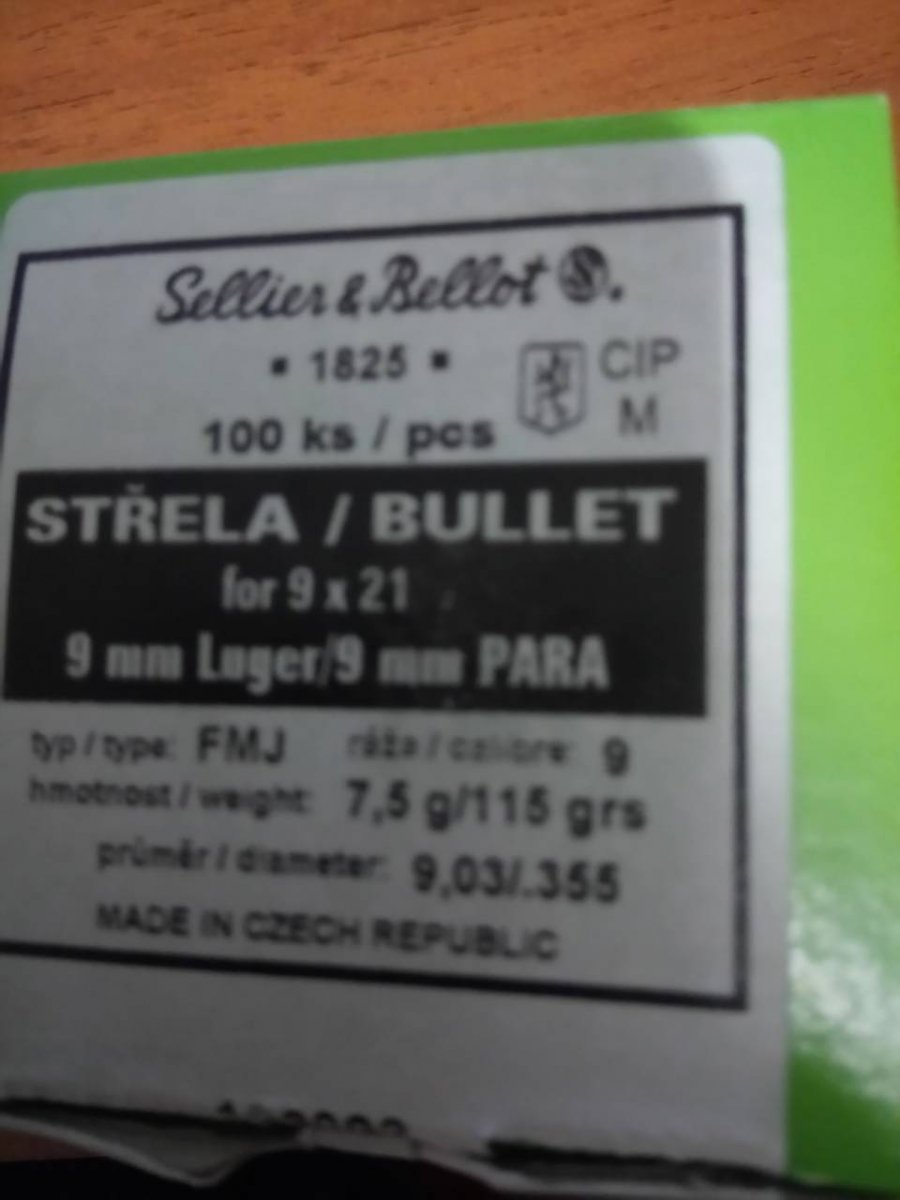 Sellier & Bellot S.
▪ 1825 ▪
CIP
M
100 ks / pcs
STŘELA / BULLET
for 9 x 21
9 mm Luger/9 mm PARA
typ / type: FMJ ráže / calibre: 9
hmotnost / weight: 7,5 g/115 grs
průměr / diameter: 9,03/.355
MADE IN CZECH REPUBLIC